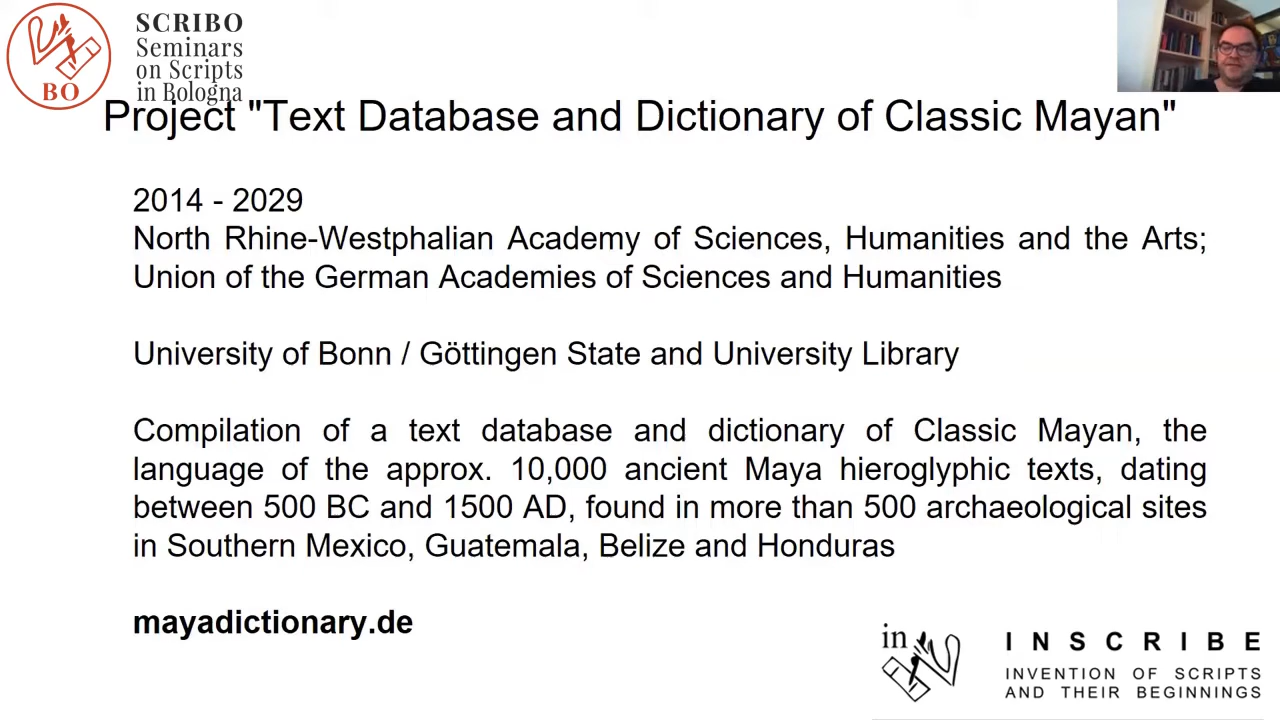 SCRIBO
Seminars
on Scripts
in Bologna
BO
Project "Text Database and Dictionary of Classic Mayan"
2014 - 2029
North Rhine-Westphalian Academy of Sciences, Humanities and the Arts;
Union of the German Academies of Sciences and Humanities
University of Bonn / Göttingen State and University Library
Compilation of a text database and dictionary of Classic Mayan, the
language of the approx. 10,000 ancient Maya hieroglyphic texts, dating
between 500 BC and 1500 AD, found in more than 500 archaeological sites
in Southern Mexico, Guatemala, Belize and Honduras
mayadictionary.de
in
INSCRIBE
INVENTION OF SCRIPTS
AND THEIR BEGINNINGS